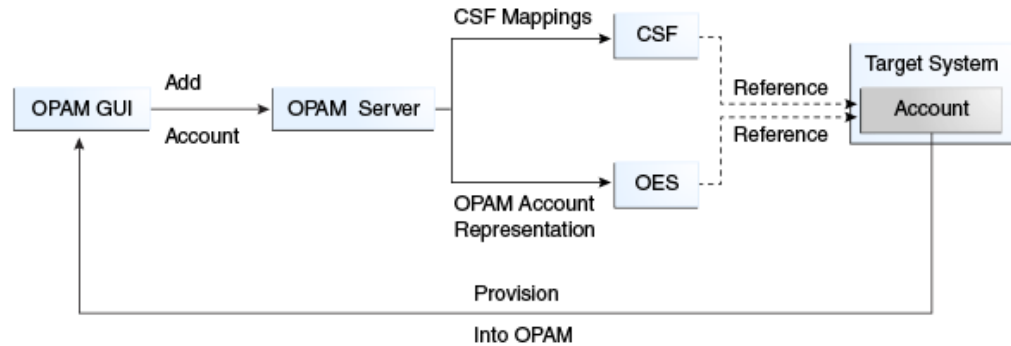 CSF Mappings
CSF
Target System
Reference
Account
OPAM GUI
Add
Account
OPAM Server
Reference
OES
OPAM Account
Representation
Provision
Into OPAM